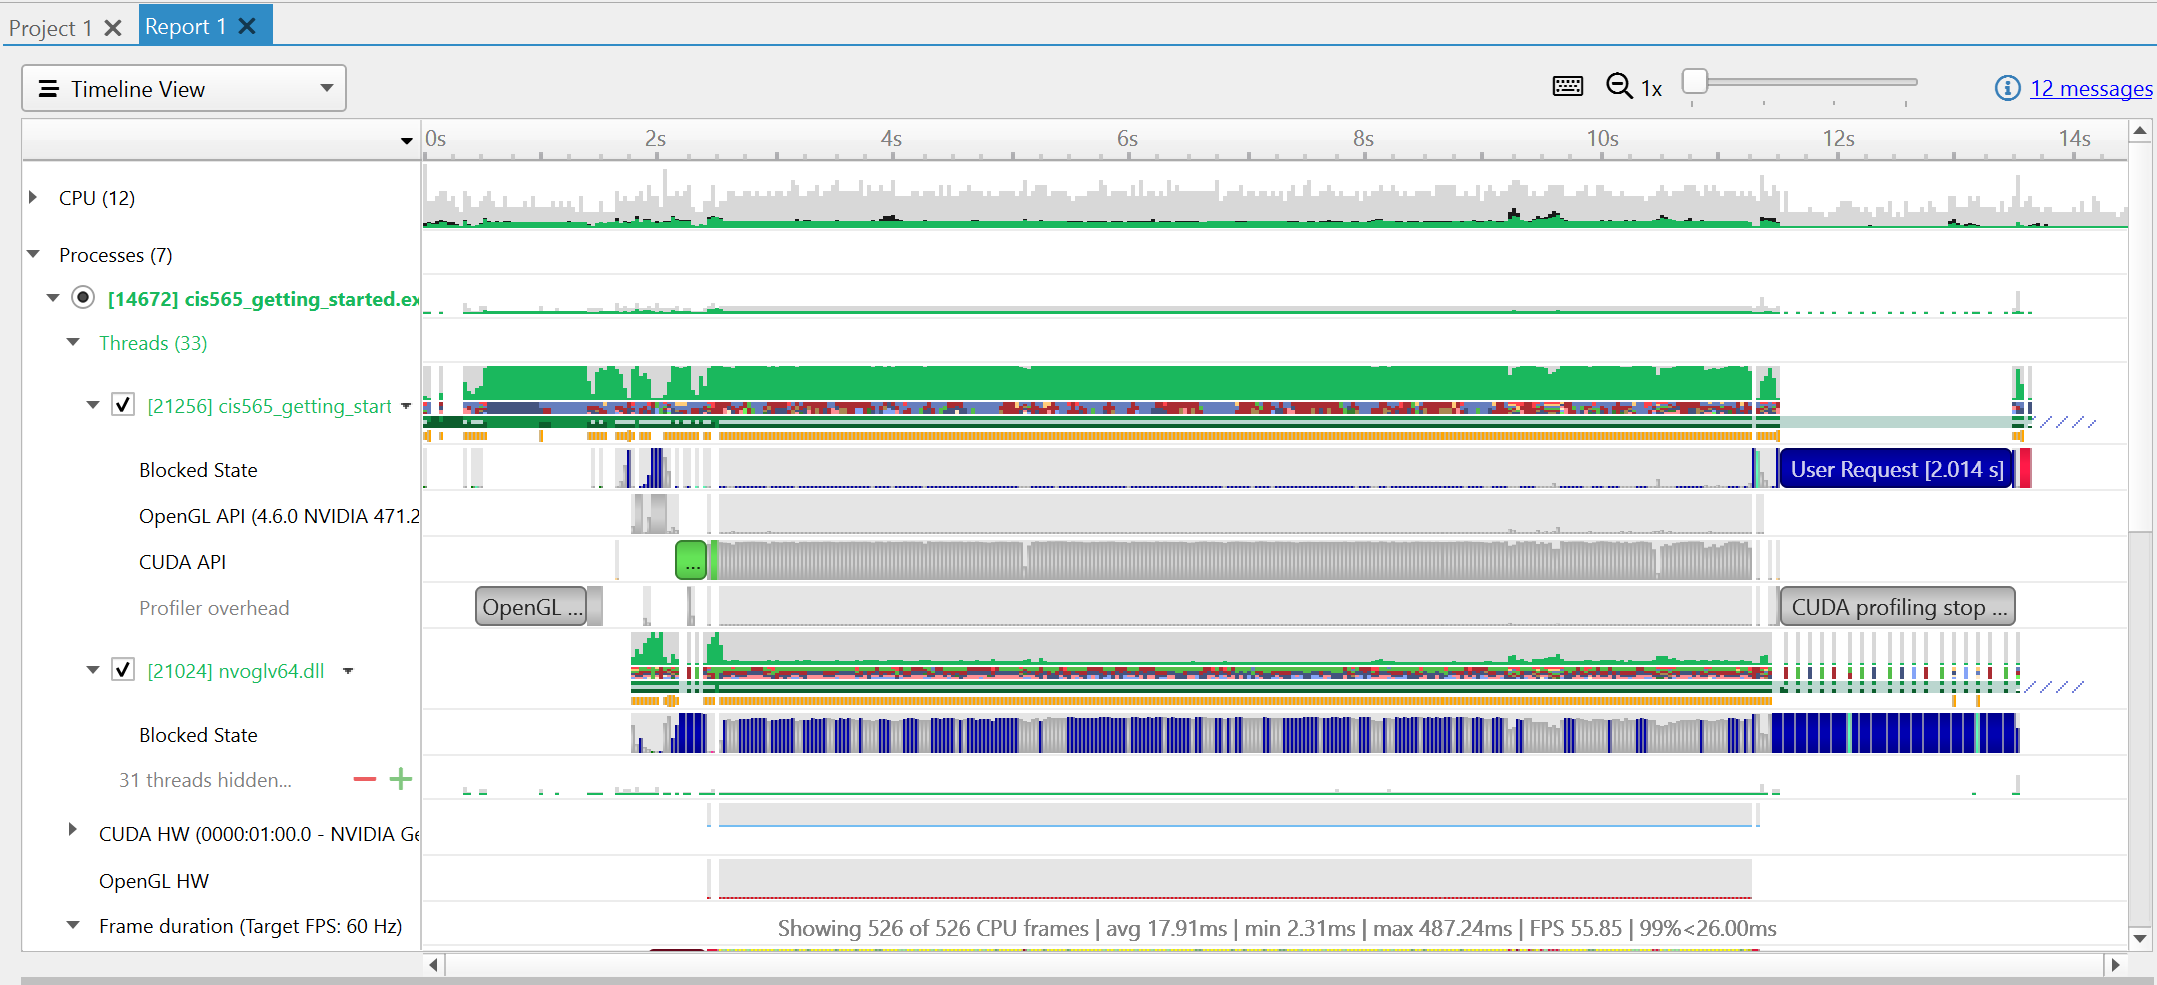 Project 1
Report 1
Timeline View
1x
12 messages
0s 2s 4s 6s 8s 10s 12s 14s
CPU (12)
Processes (7)
[14672] cis565_getting_started.ex
Threads (33)
[21256] cis565_getting_start
Blocked State
User Request [2.014 s]
OpenGL API (4.6.0 NVIDIA 471.2
CUDA API
...
Profiler overhead
OpenGL ...
CUDA profiling stop ...
[21024] nvoglv64.dll
Blocked State
31 threads hidden...
CUDA HW (0000:01:00.0 - NVIDIA Ge
OpenGL HW
Frame duration (Target FPS: 60 Hz)
Showing 526 of 526 CPU frames | avg 17.91ms | min 2.31ms | max 487.24ms | FPS 55.85 | 99%<26.00ms